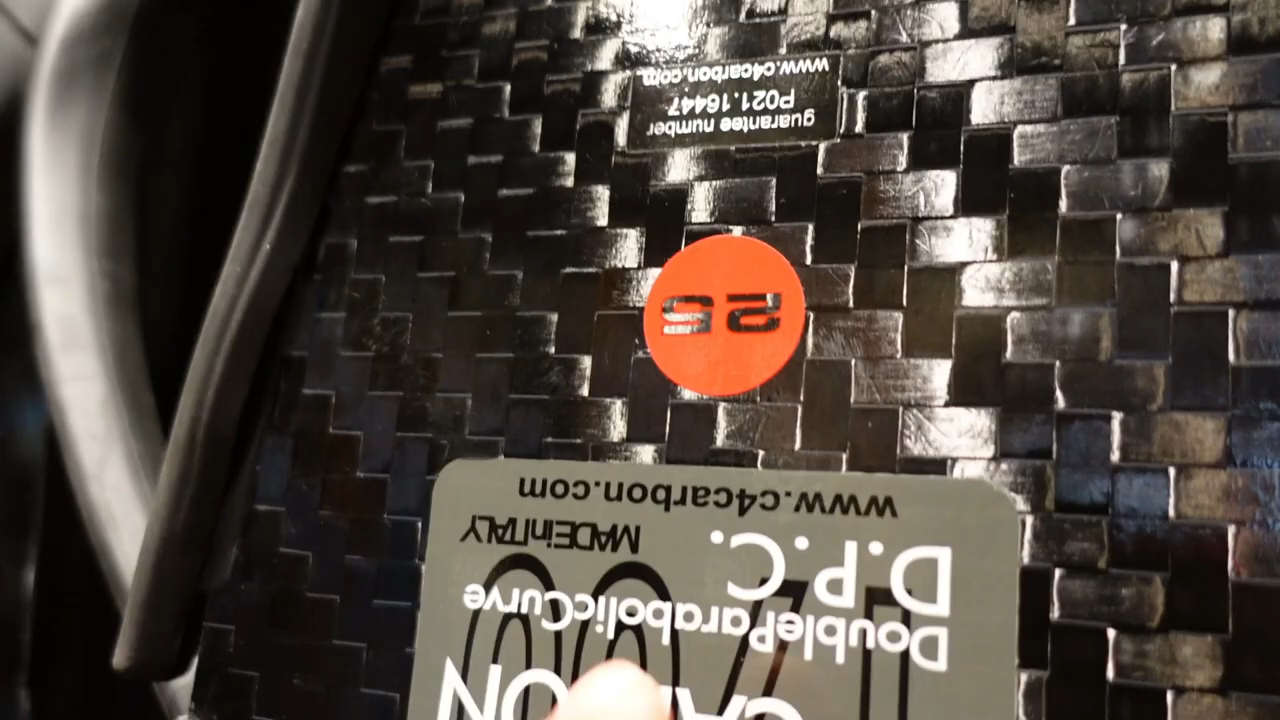 DoubleParabolicCurve
D.P.C.
MADEinITALY
www.c4carbon.com
25
guarantee number
P021.16447
www.c4carbon.com